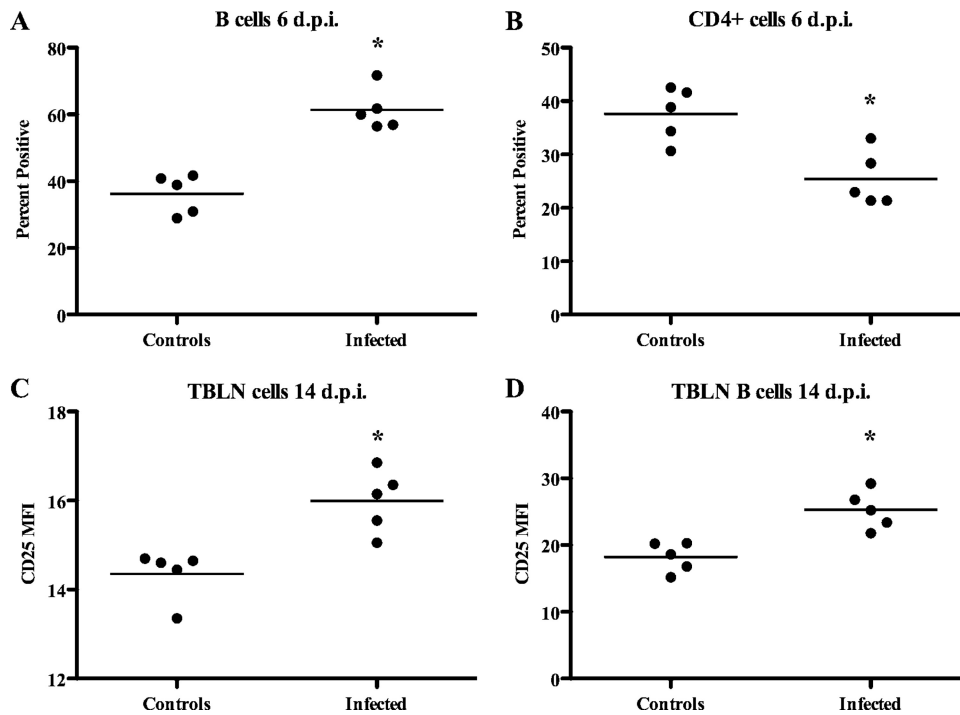 A
B cells 6 d.p.i.
Percent Positive
80
60
40
20
0
*
Controls
Infected
B
CD4+ cells 6 d.p.i.
Percent Positive
50
40
30
20
10
0
*
Controls
Infected
C
TBLN cells 14 d.p.i.
CD25 MFI
18
16
14
12
*
Controls
Infected
D
TBLN B cells 14 d.p.i.
CD25 MFI
40
30
20
10
0
*
Controls
Infected